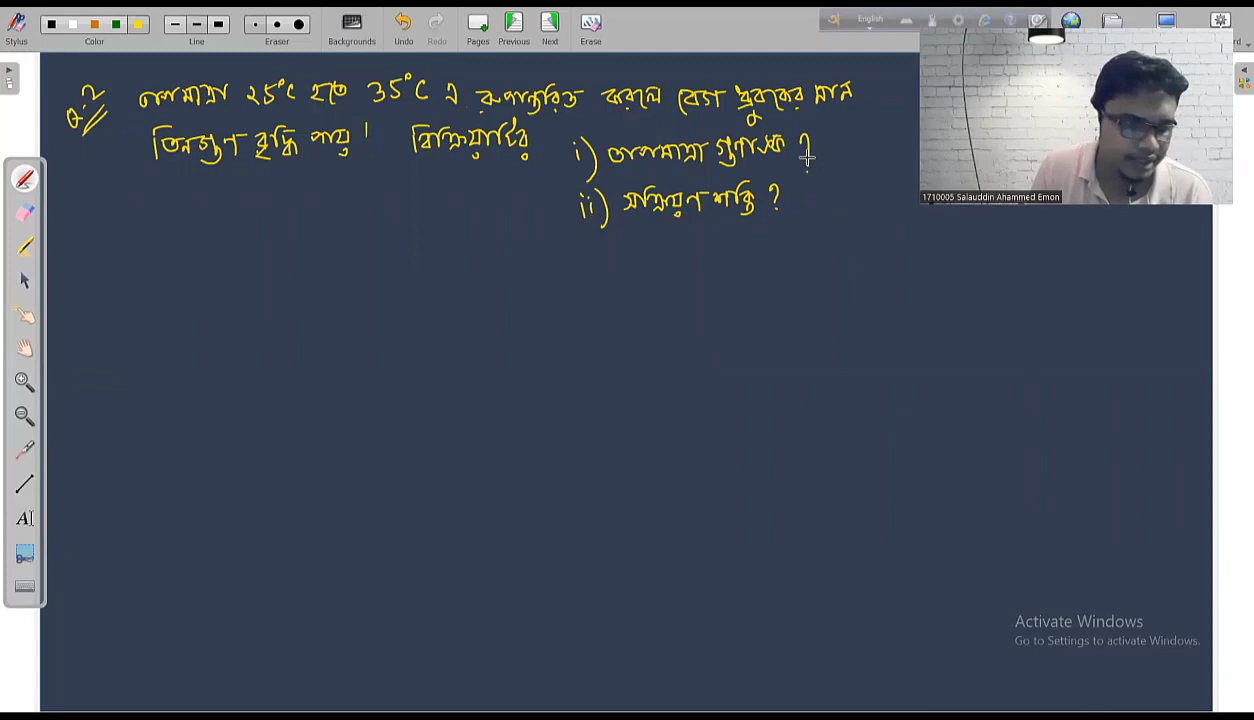 Stylus
Color
Line
Eraser
Backgrounds
Undo
Redo
Pages
Previous
Next
Erase
English
Q. তাপমাত্রা 25°C হতে 35°C এ রূপান্তরিত করলে বেগ ধ্রুবকের মান
তিনগুণ বৃদ্ধি পায়। বিক্রিয়াটির i) তাপমাত্রা গুণাংক ?
ii) সক্রিয়ণ শক্তি ?
1710005 Salauddin Ahammed Emon
Activate Windows
Go to Settings to activate Windows.